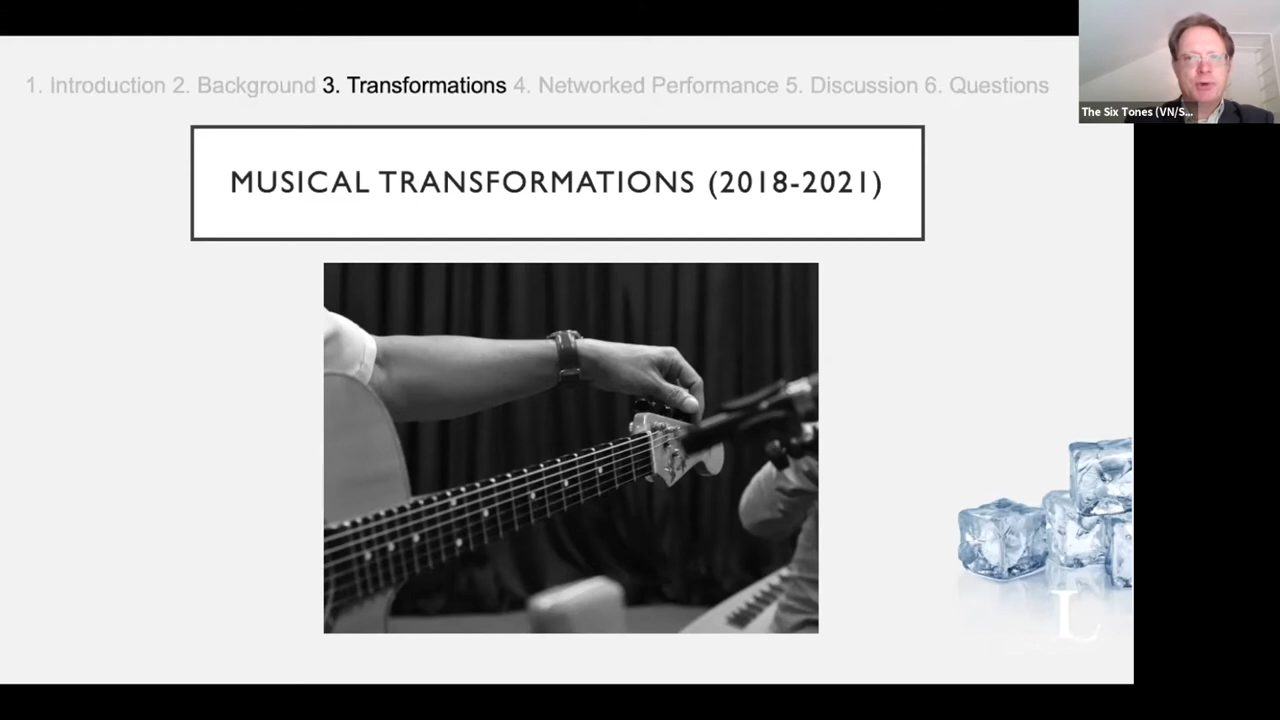 1. Introduction 2. Background 3. Transformations 4. Networked Performance 5. Discussion 6. Questions
The Six Tones (VN/S...
MUSICAL TRANSFORMATIONS (2018-2021)
L